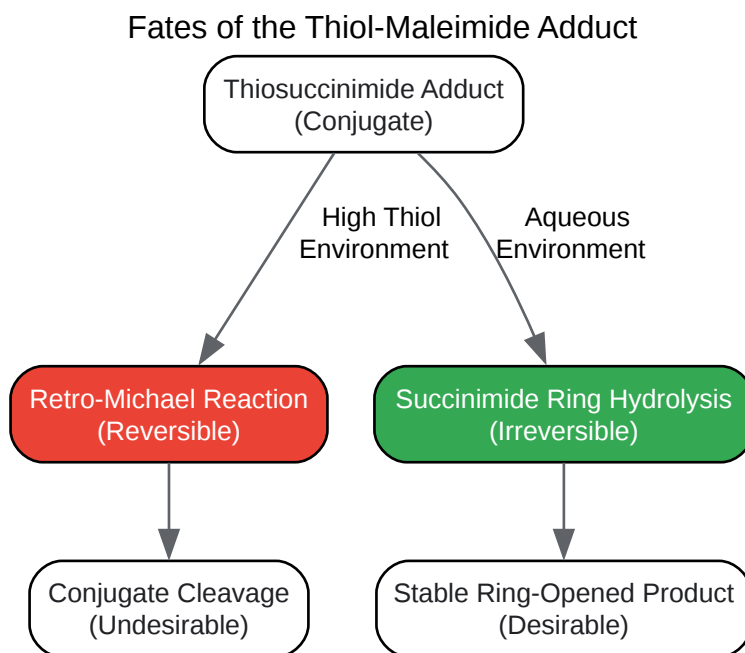 Fates of the Thiol-Maleimide Adduct
Thiosuccinimide Adduct
(Conjugate)
High Thiol
Environment
Aqueous
Environment
Retro-Michael Reaction
(Reversible)
Succinimide Ring Hydrolysis
(Irreversible)
Conjugate Cleavage
(Undesirable)
Stable Ring-Opened Product
(Desirable)